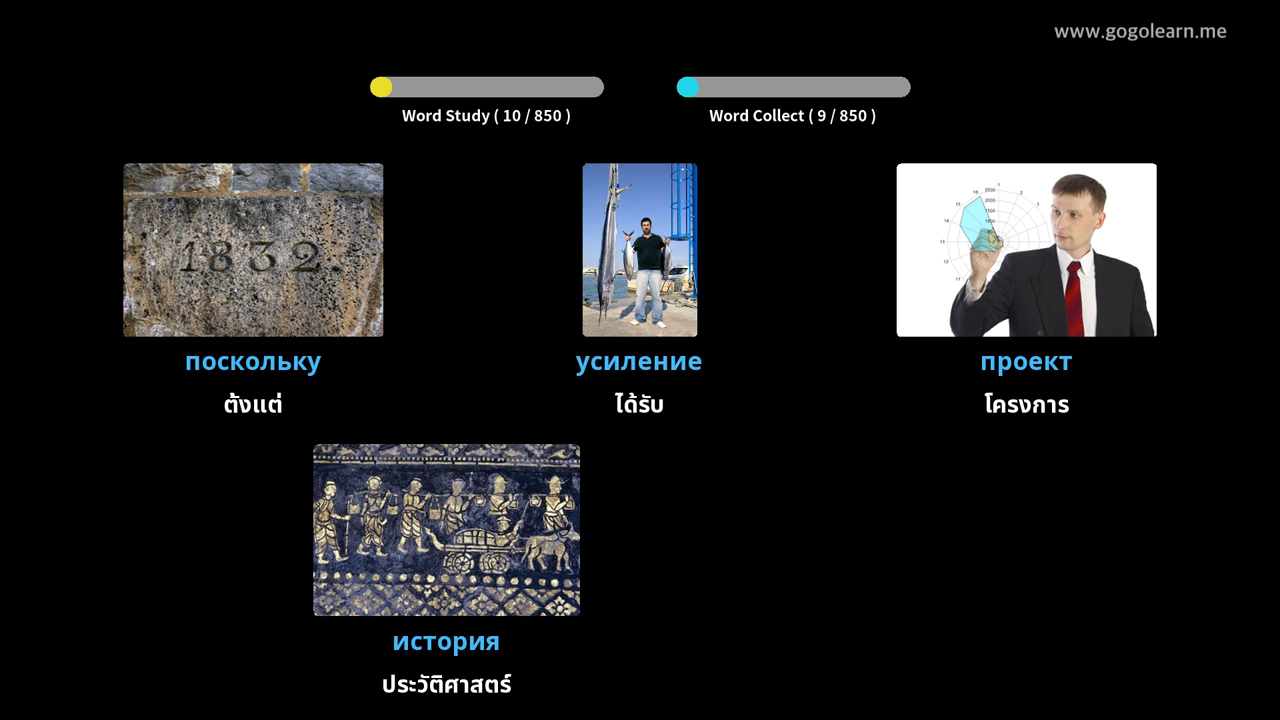 www.gogolearn.me
Word Study ( 10 / 850 )
Word Collect ( 9 / 850 )
1832.
поскольку
ตั้งแต่
усиление
ได้รับ
проект
โครงการ
история
ประวัติศาสตร์